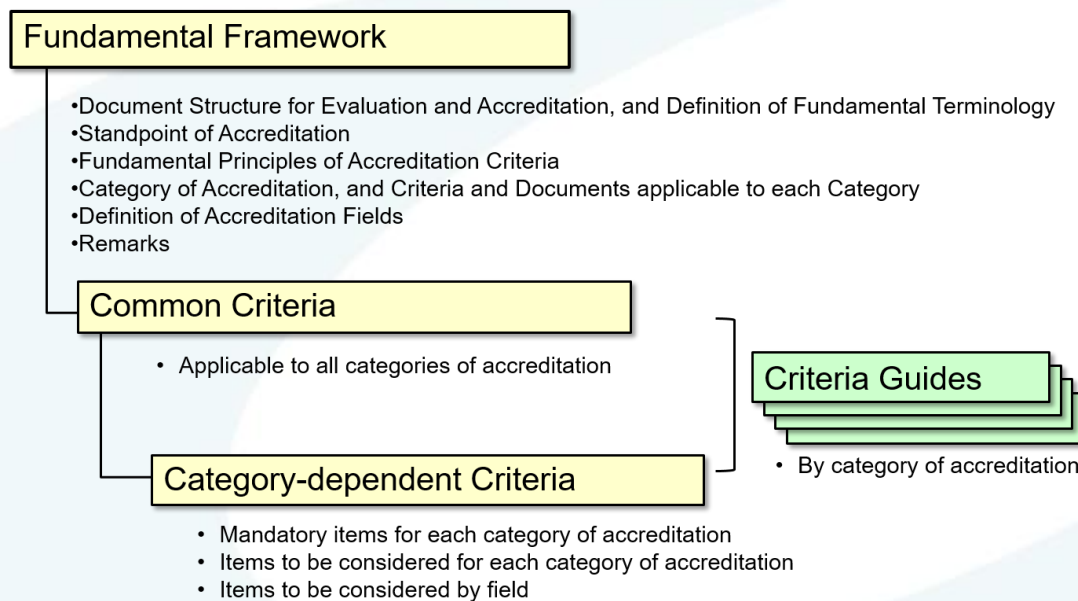 Fundamental Framework
•Document Structure for Evaluation and Accreditation, and Definition of Fundamental Terminology
•Standpoint of Accreditation
•Fundamental Principles of Accreditation Criteria
•Category of Accreditation, and Criteria and Documents applicable to each Category
•Definition of Accreditation Fields
•Remarks
Common Criteria
• Applicable to all categories of accreditation
Criteria Guides
• By category of accreditation
Category-dependent Criteria
• Mandatory items for each category of accreditation
• Items to be considered for each category of accreditation
• Items to be considered by field